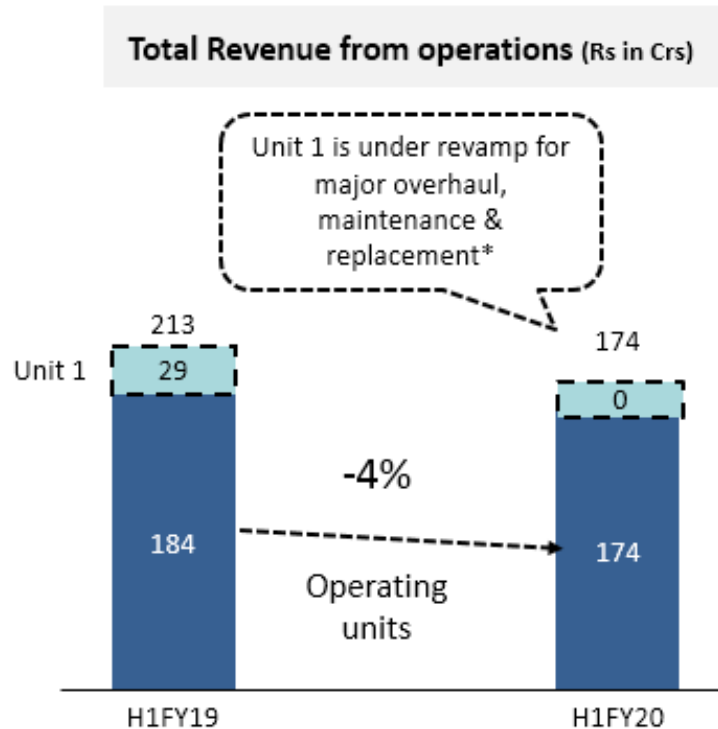 Total Revenue from operations (Rs in Crs)
Unit 1 is under revamp for
major overhaul,
maintenance &
replacement*
213
174
Unit 1
29
0
-4%
184
174
Operating
units
H1FY19
H1FY20